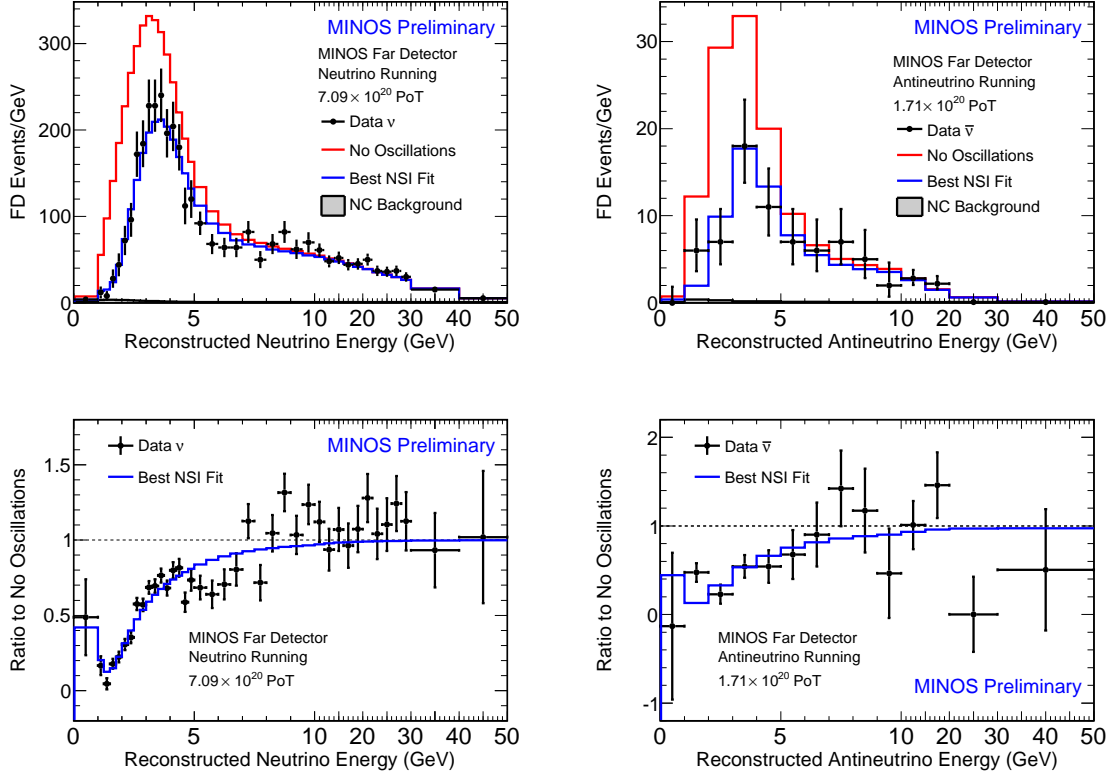 MINOS Preliminary
MINOS Far Detector
Neutrino Running
7.09× 10²⁰ PoT
Data ν
No Oscillations
Best NSI Fit
NC Background
FD Events/GeV
0
100
200
300
0 5 10 20 30 40 50
Reconstructed Neutrino Energy (GeV)
MINOS Preliminary
MINOS Far Detector
Antineutrino Running
1.71× 10²⁰ PoT
Data ν̅
No Oscillations
Best NSI Fit
NC Background
FD Events/GeV
0
10
20
30
0 5 10 20 30 40 50
Reconstructed Antineutrino Energy (GeV)
Data ν
Best NSI Fit
MINOS Preliminary
MINOS Far Detector
Neutrino Running
7.09× 10²⁰ PoT
Ratio to No Oscillations
0
0.5
1
1.5
0 5 10 20 30 40 50
Reconstructed Neutrino Energy (GeV)
Data ν̅
Best NSI Fit
MINOS Far Detector
Antineutrino Running
1.71× 10²⁰ PoT
MINOS Preliminary
Ratio to No Oscillations
-1
0
1
2
0 5 10 20 30 40 50
Reconstructed Antineutrino Energy (GeV)